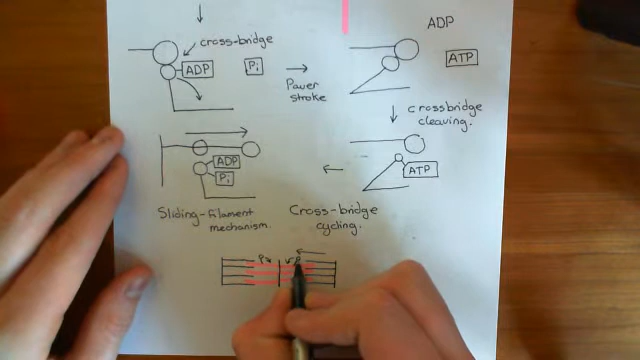 ADP
cross-bridge
ADP
Pi
ATP
Power
stroke
crossbridge
cleaving.
ADP
Pi
ATP
Sliding-filament
mechanism.
Cross-bridge
cycling.